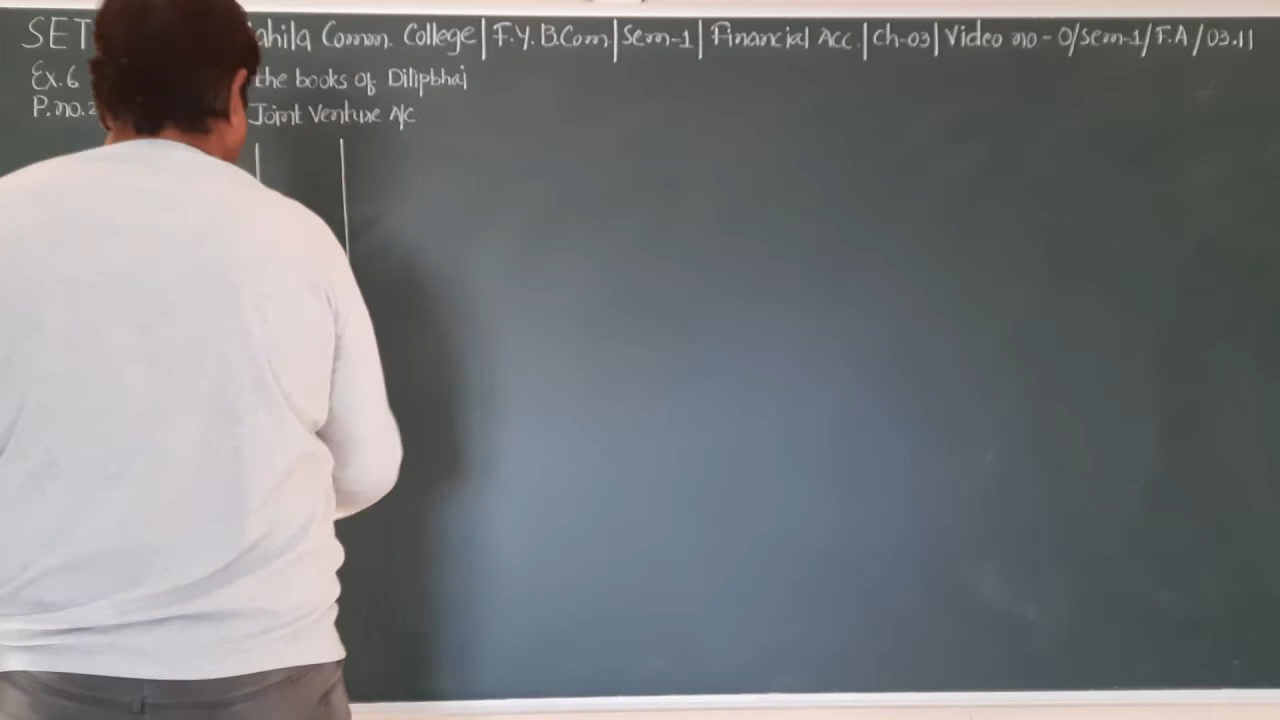 SET ahila Comm. College | F.Y. B.Com. | Sem-1 | Financial Acc. | Ch-03 | Video no - 0/Sem-1/F.A/03.11
Ex.6 the books of Dilipbhai
P.no. Joint Venture A/c